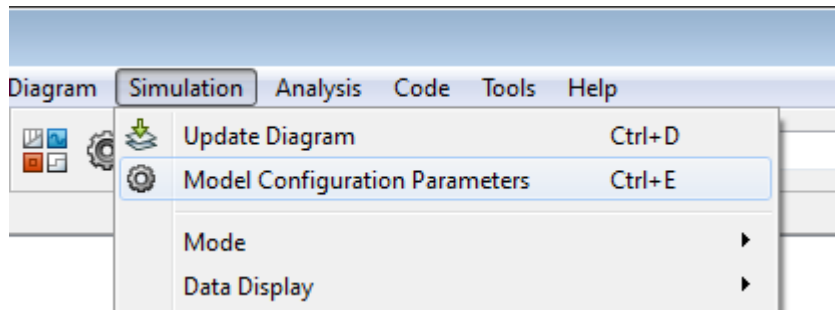 Diagram Simulation Analysis Code Tools Help
Update Diagram Ctrl+D
Model Configuration Parameters Ctrl+E
Mode
Data Display